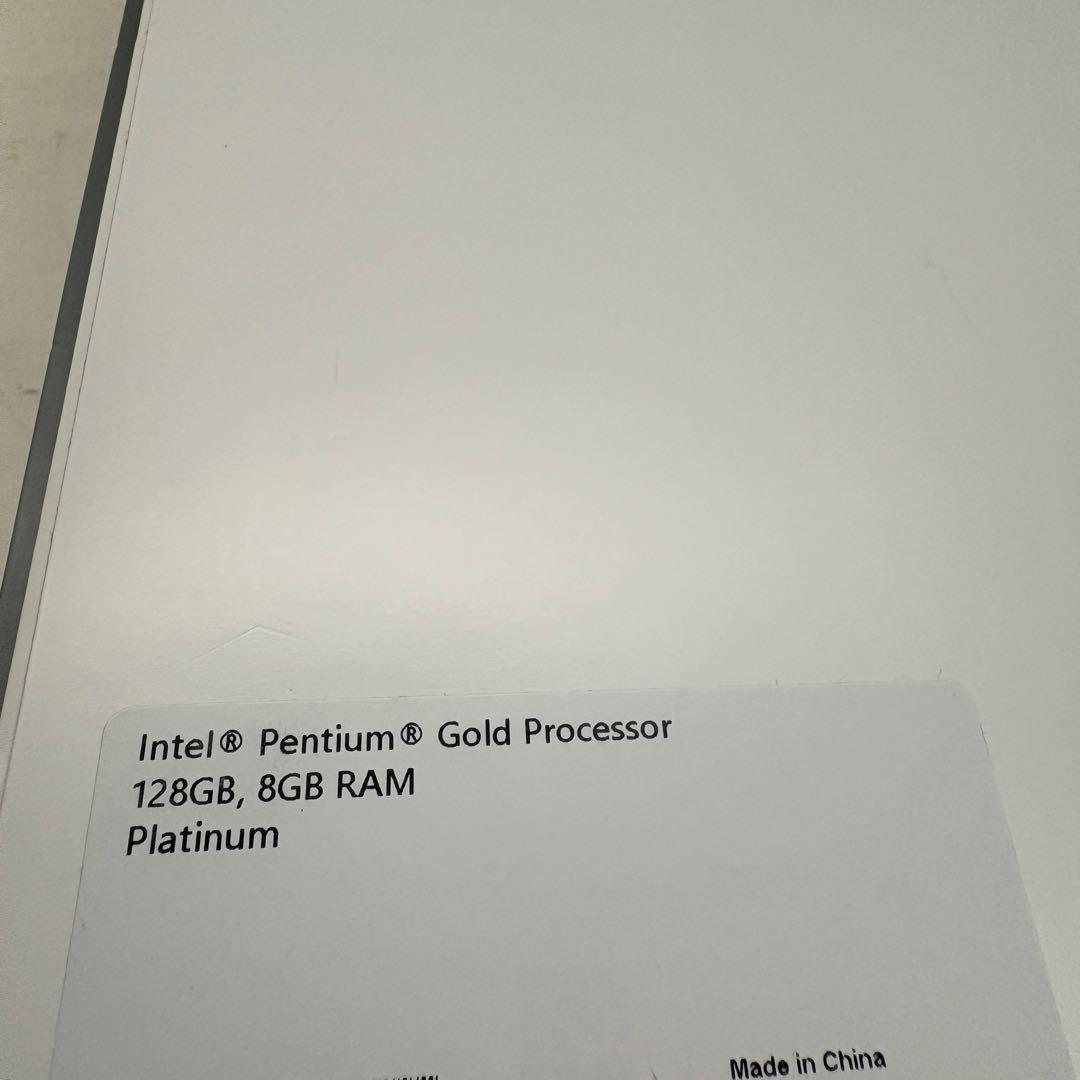 Intel® Pentium® Gold Processor
128GB, 8GB RAM
Platinum
Made in China